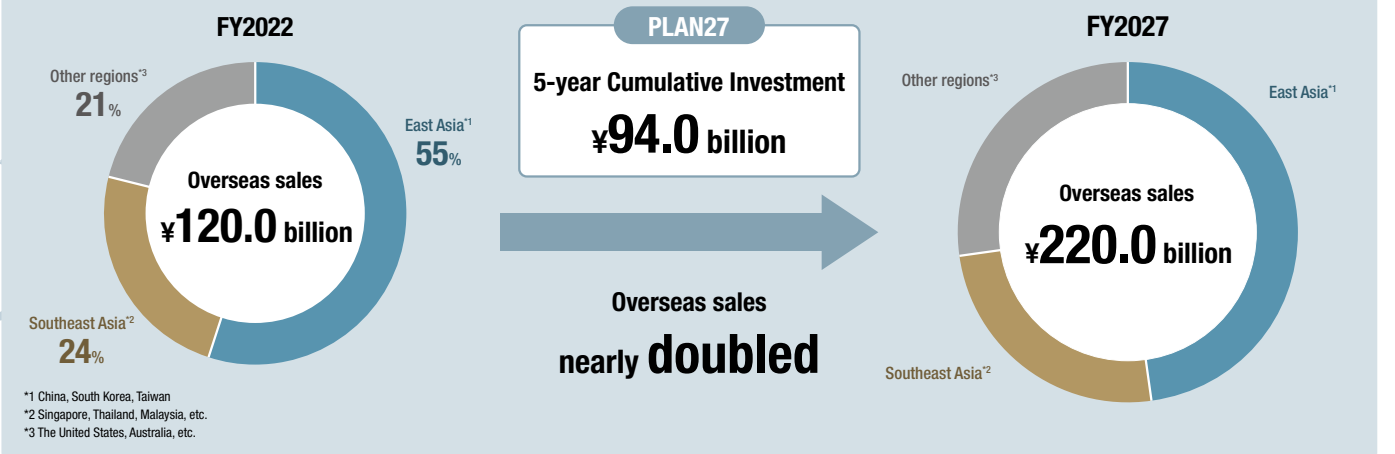 FY2022
Other regions*3
21%
East Asia*1
55%
Overseas sales
¥120.0 billion
Southeast Asia*2
24%
*1 China, South Korea, Taiwan
*2 Singapore, Thailand, Malaysia, etc.
*3 The United States, Australia, etc.
PLAN27
5-year Cumulative Investment
¥94.0 billion
Overseas sales
nearly doubled
FY2027
Other regions*3
East Asia*1
Overseas sales
¥220.0 billion
Southeast Asia*2